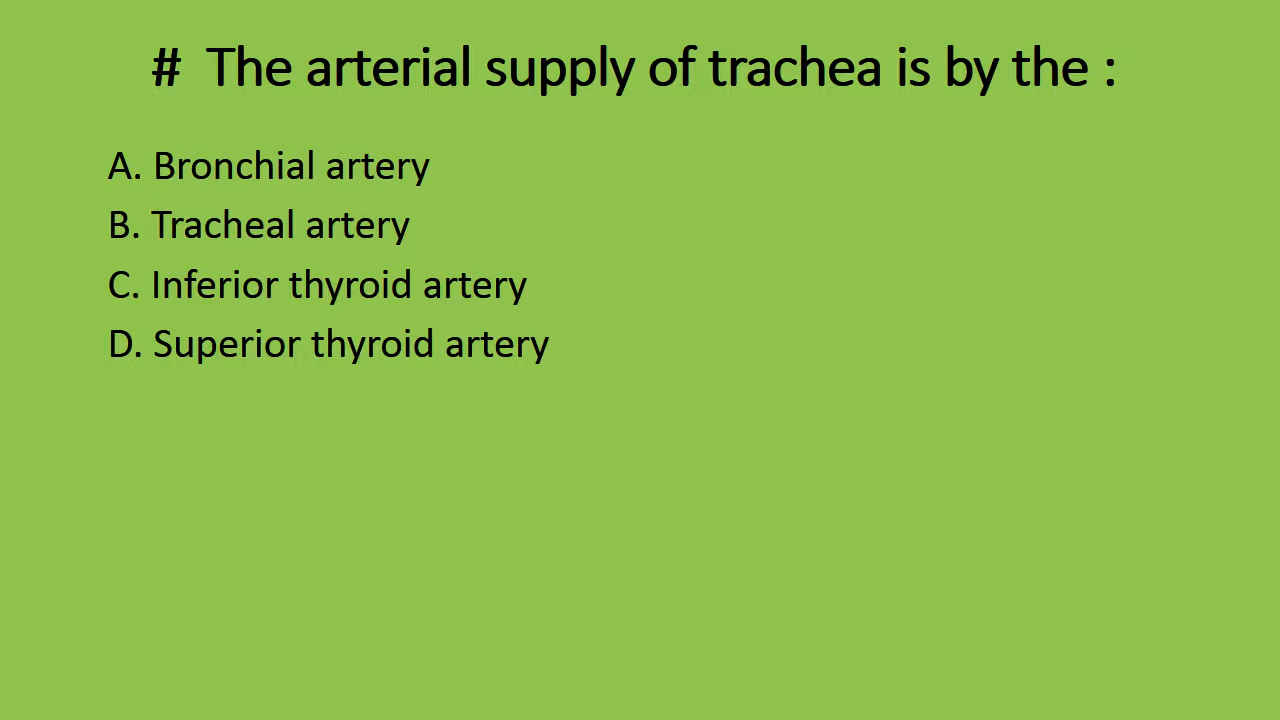 # The arterial supply of trachea is by the :
A. Bronchial artery
B. Tracheal artery
C. Inferior thyroid artery
D. Superior thyroid artery